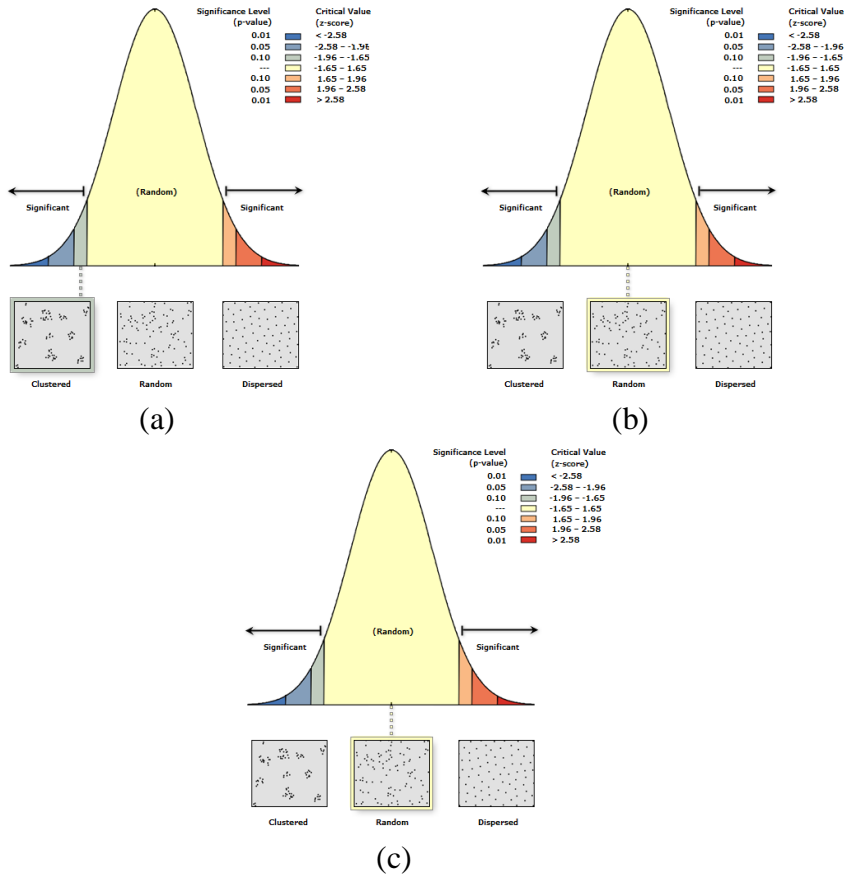 Significance Level Critical Value
(p-value) (z-score)
0.01 < -2.58
0.05 -2.58 – -1.96
0.10 -1.96 – -1.65
--- -1.65 – 1.65
0.10 1.65 – 1.96
0.05 1.96 – 2.58
0.01 > 2.58
(Random)
Significant Significant
Clustered Random Dispersed
(a)
Significance Level Critical Value
(p-value) (z-score)
0.01 < -2.58
0.05 -2.58 – -1.96
0.10 -1.96 – -1.65
--- -1.65 – 1.65
0.10 1.65 – 1.96
0.05 1.96 – 2.58
0.01 > 2.58
(Random)
Significant Significant
Clustered Random Dispersed
(b)
Significance Level Critical Value
(p-value) (z-score)
0.01 < -2.58
0.05 -2.58 – -1.96
0.10 -1.96 – -1.65
--- -1.65 – 1.65
0.10 1.65 – 1.96
0.05 1.96 – 2.58
0.01 > 2.58
(Random)
Significant Significant
Clustered Random Dispersed
(c)